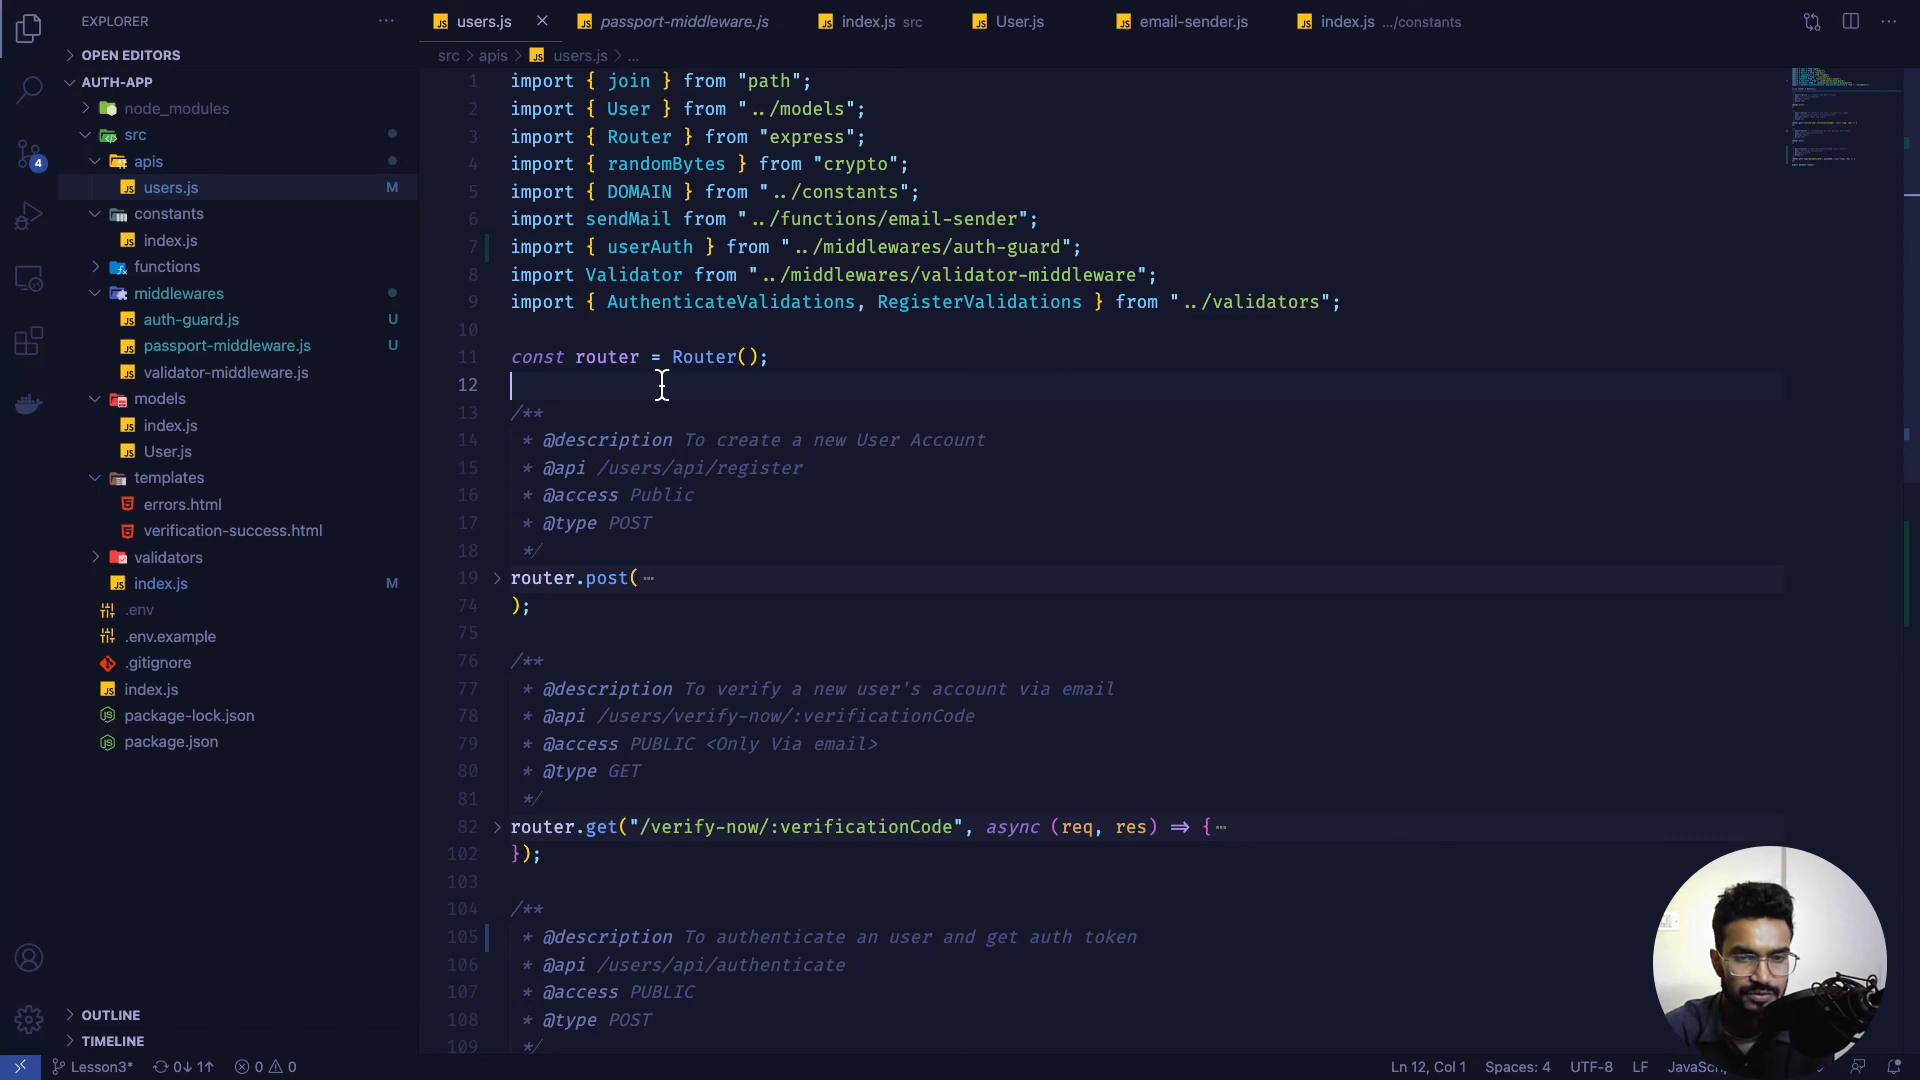 EXPLORER
OPEN EDITORS
AUTH-APP
node_modules
src
apis
users.js M
constants
index.js
functions
middlewares
auth-guard.js U
passport-middleware.js U
validator-middleware.js
models
index.js
User.js
templates
errors.html
verification-success.html
validators
index.js M
.env
.env.example
.gitignore
index.js
package-lock.json
package.json
OUTLINE
TIMELINE
4
users.js
passport-middleware.js
index.js src
User.js
email-sender.js
index.js .../constants
src > apis > users.js > ...
1 import { join } from "path";
2 import { User } from "../models";
3 import { Router } from "express";
4 import { randomBytes } from "crypto";
5 import { DOMAIN } from "../constants";
6 import sendMail from "../functions/email-sender";
7 import { userAuth } from "../middlewares/auth-guard";
8 import Validator from "../middlewares/validator-middleware";
9 import { AuthenticateValidations, RegisterValidations } from "../validators";
10
11 const router = Router();
12
13 /**
14 * @description To create a new User Account
15 * @api /users/api/register
16 * @access Public
17 * @type POST
18 */
19 router.post( ⋯
74 );
75
76 /**
77 * @description To verify a new user's account via email
78 * @api /users/verify-now/:verificationCode
79 * @access PUBLIC <Only Via email>
80 * @type GET
81 */
82 router.get("/verify-now/:verificationCode", async (req, res) => {⋯
102 });
103
104 /**
105 * @description To authenticate an user and get auth token
106 * @api /users/api/authenticate
107 * @access PUBLIC
108 * @type POST
109 */
Lesson3* 0↓ 1↑ 0 0 Ln 12, Col 1 Spaces: 4 UTF-8 LF